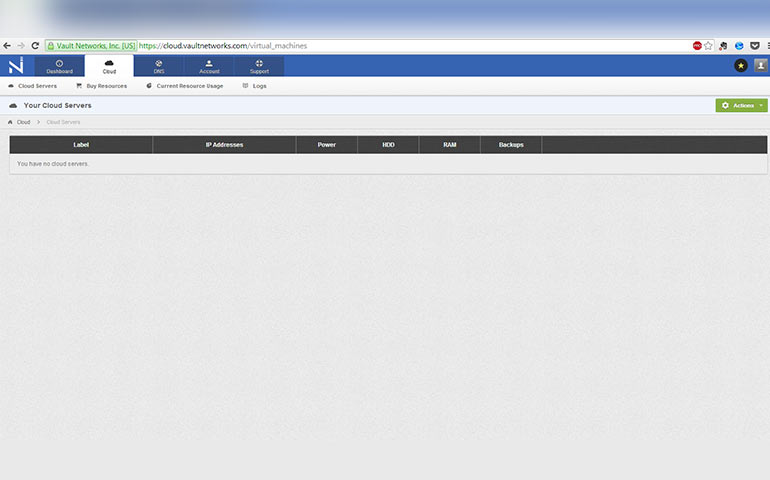 Vault Networks, Inc. [US] https://cloud.vaultnetworks.com/virtual_machines
Dashboard Cloud DNS Account Support
Cloud Servers Buy Resources Current Resource Usage Logs
Your Cloud Servers Actions
Cloud > Cloud Servers
Label IP Addresses Power HDD RAM Backups
You have no cloud servers.